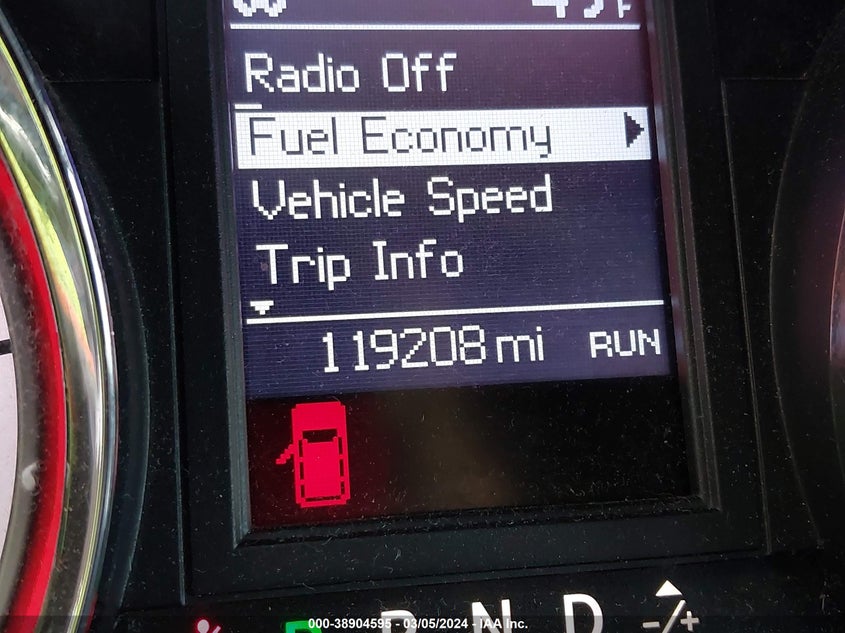 Radio Off
Fuel Economy
Vehicle Speed
Trip Info
119208 mi RUN
P R N D -/+
000-38904595 - 03/05/2024 - IAA Inc.